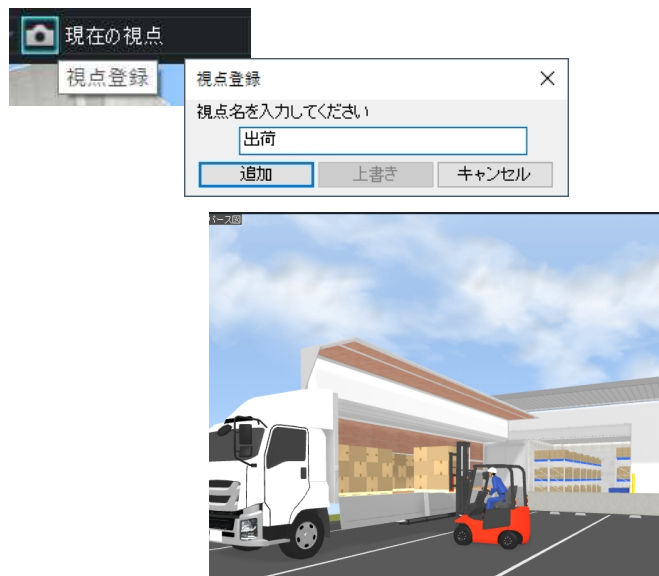 現在の視点
視点登録
視点登録
視点名を入力してください
出荷
追加
上書き
キャンセル
パース図